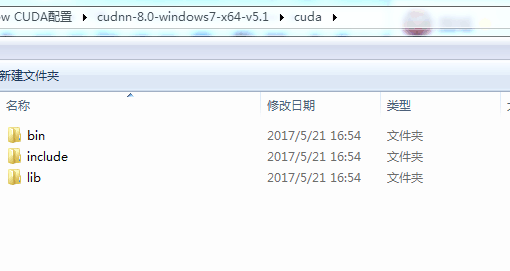 ow CUDA配置 cudnn-8.0-windows7-x64-v5.1 cuda
新建文件夹
名称 修改日期 类型
bin 2017/5/21 16:54 文件夹
include 2017/5/21 16:54 文件夹
lib 2017/5/21 16:54 文件夹